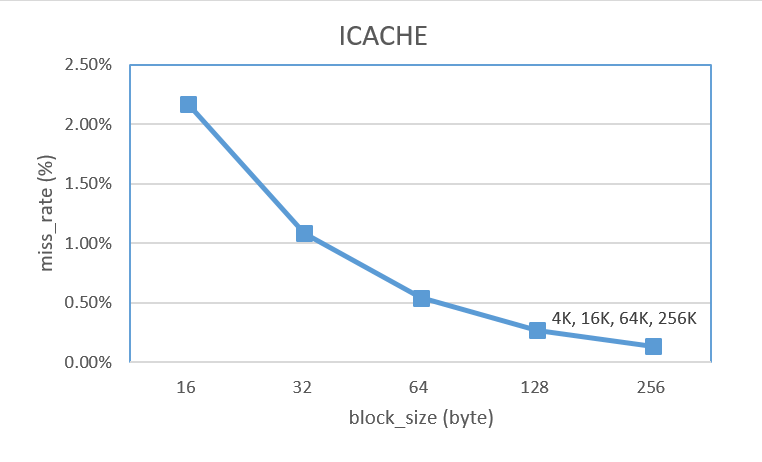 ICACHE
2.50%
2.00%
1.50%
1.00%
0.50%
0.00%
miss_rate (%)
4K, 16K, 64K, 256K
16 32 64 128 256
block_size (byte)